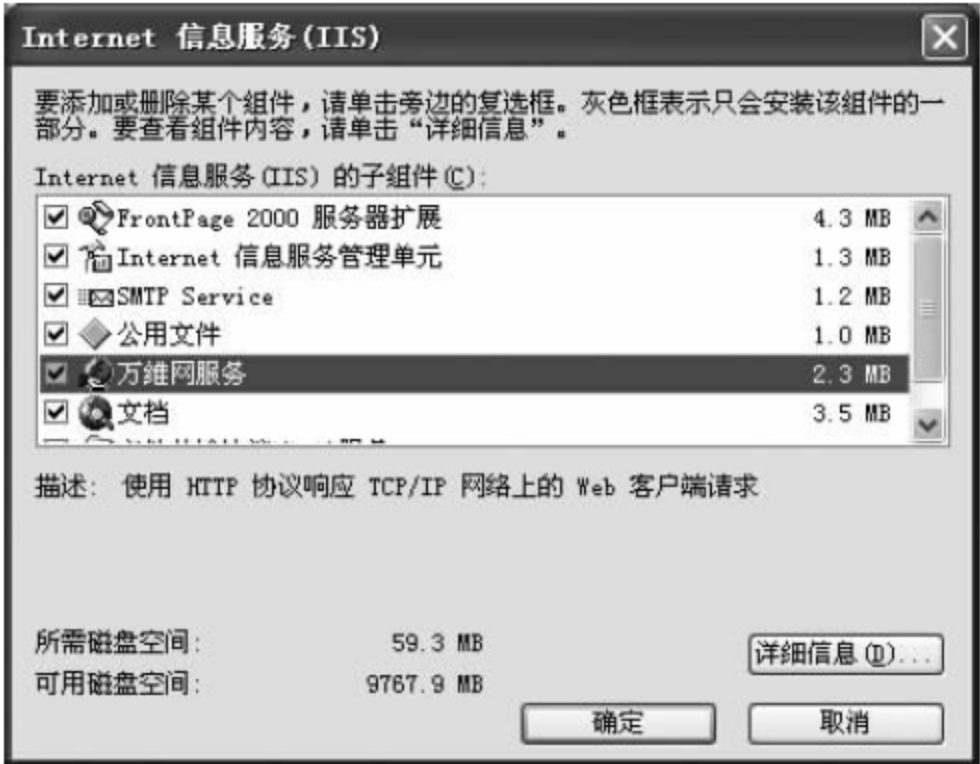 Internet 信息服务(IIS)
要添加或删除某个组件，请单击旁边的复选框。灰色框表示只会安装该组件的一
部分。要查看组件内容，请单击“详细信息”。
Internet 信息服务(IIS) 的子组件(C):
FrontPage 2000 服务器扩展 4.3 MB
Internet 信息服务管理单元 1.3 MB
SMTP Service 1.2 MB
公用文件 1.0 MB
万维网服务 2.3 MB
文档 3.5 MB
描述: 使用 HTTP 协议响应 TCP/IP 网络上的 Web 客户端请求
所需磁盘空间: 59.3 MB
详细信息(D)...
可用磁盘空间: 9767.9 MB
确定 取消